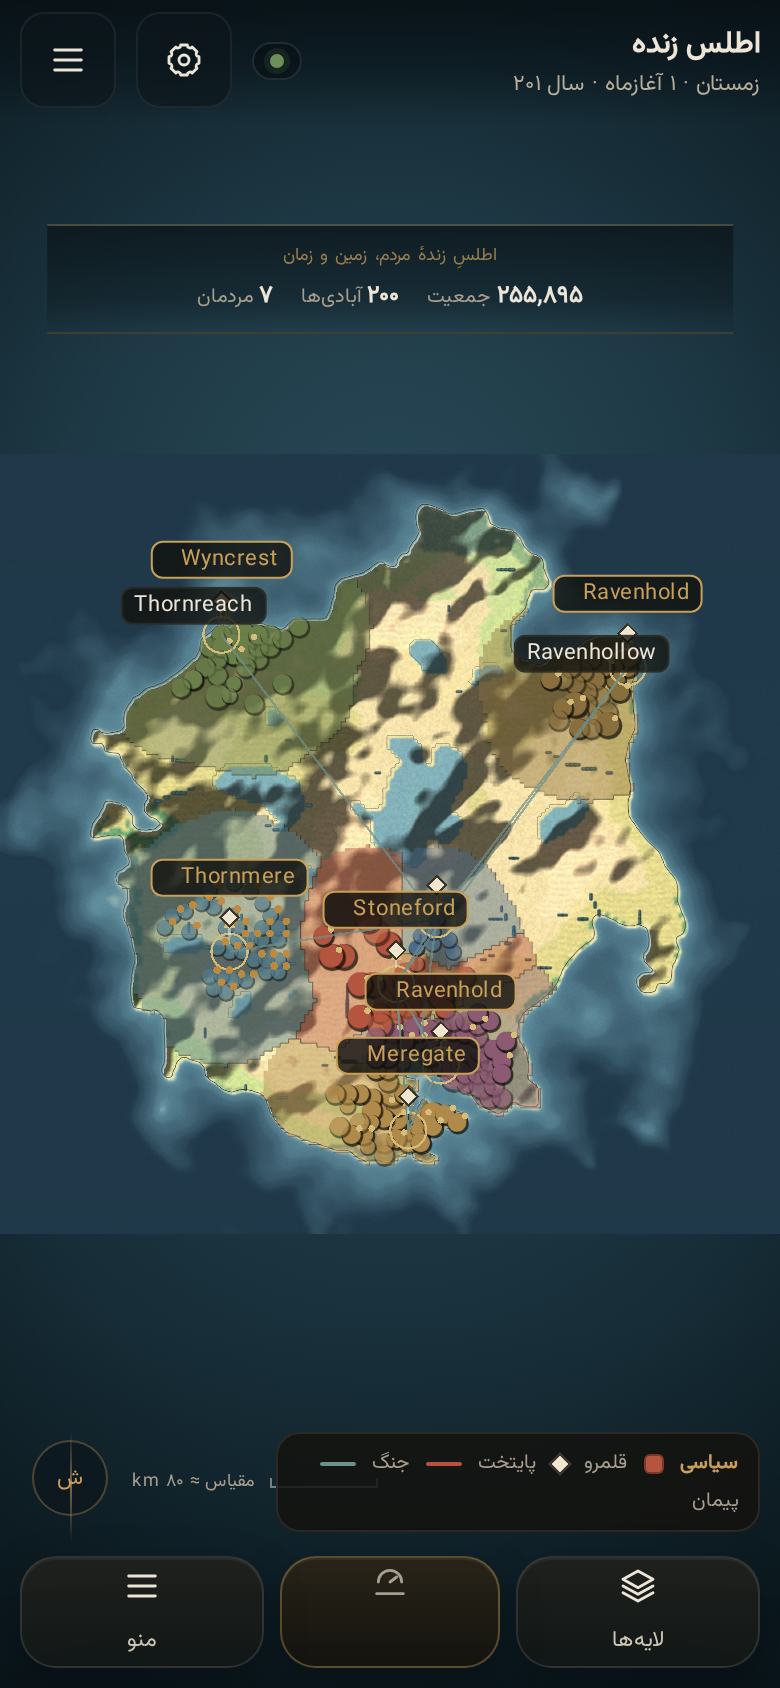 اطلس زنده
زمستان · ۱ آغازماه · سال ۲۰۱
اطلسِ زندهٔ مردم، زمین و زمان
۲۵۵,۸۹۵ جمعیت ۲۰۰ آبادی‌ها ۷ مردمان
Wyncrest
Ravenhold
Thornreach
Ravenhollow
Thornmere
Stoneford
Ravenhold
Meregate
سیاسی قلمرو پایتخت جنگ
پیمان
مقیاس ≈ ۸۰ km
ش
لایه‌ها
منو